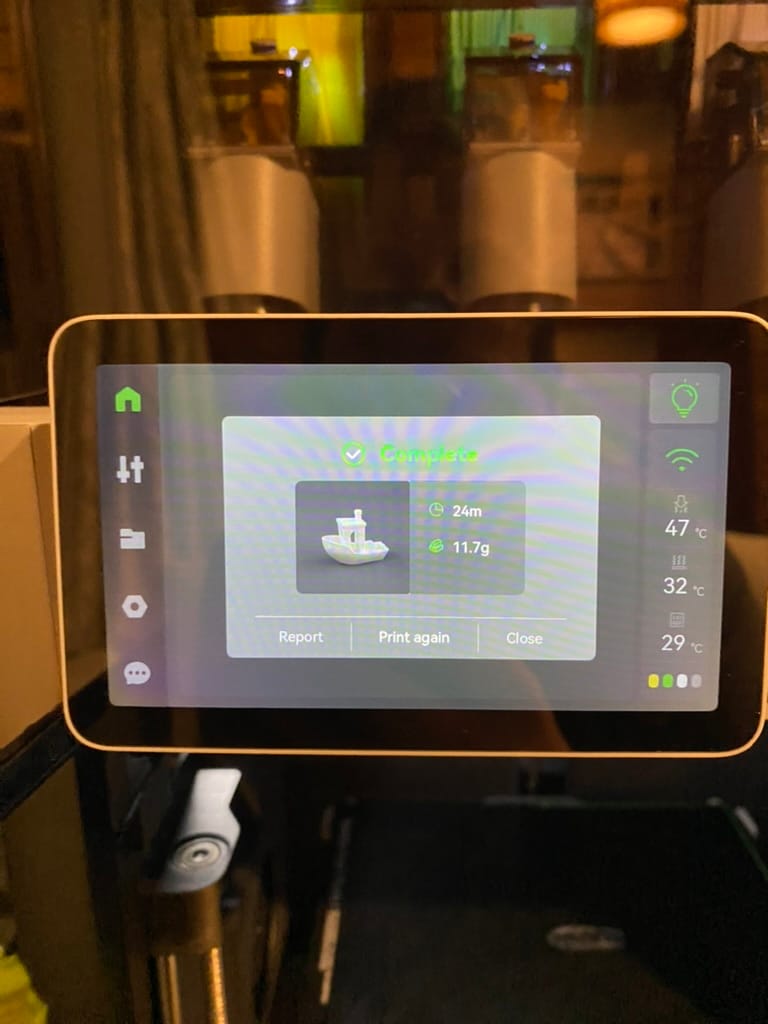 Complete
24m
11.7g
Report
Print again
Close
47 °C
32 °C
29 °C